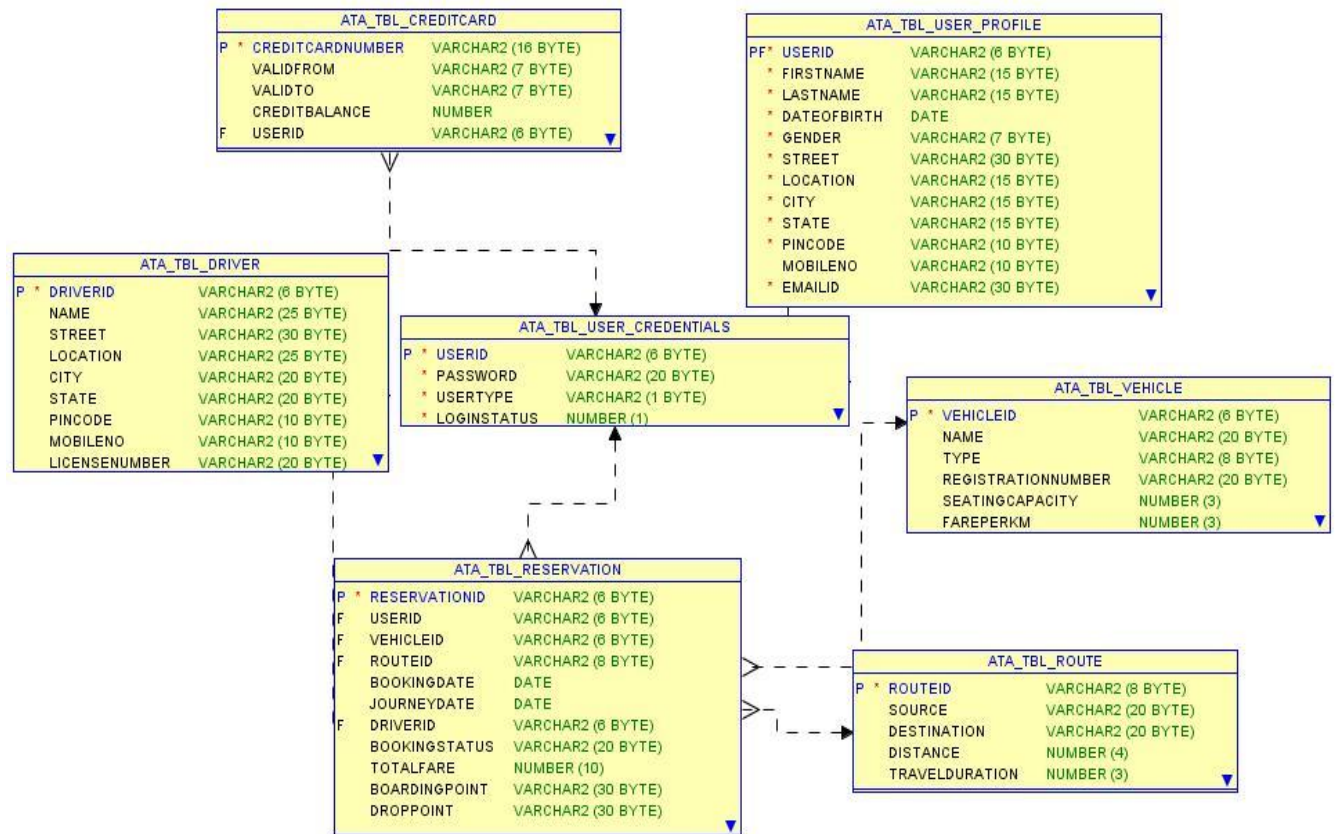 ATA_TBL_CREDITCARD
P * CREDITCARDNUMBER VARCHAR2 (16 BYTE)
VALIDFROM VARCHAR2 (7 BYTE)
VALIDTO VARCHAR2 (7 BYTE)
CREDITBALANCE NUMBER
F USERID VARCHAR2 (6 BYTE)
ATA_TBL_USER_PROFILE
PF* USERID VARCHAR2 (6 BYTE)
* FIRSTNAME VARCHAR2 (15 BYTE)
* LASTNAME VARCHAR2 (15 BYTE)
* DATEOFBIRTH DATE
* GENDER VARCHAR2 (7 BYTE)
* STREET VARCHAR2 (30 BYTE)
* LOCATION VARCHAR2 (15 BYTE)
* CITY VARCHAR2 (15 BYTE)
* STATE VARCHAR2 (15 BYTE)
* PINCODE VARCHAR2 (10 BYTE)
MOBILENO VARCHAR2 (10 BYTE)
* EMAILID VARCHAR2 (30 BYTE)
ATA_TBL_DRIVER
P * DRIVERID VARCHAR2 (6 BYTE)
NAME VARCHAR2 (25 BYTE)
STREET VARCHAR2 (30 BYTE)
LOCATION VARCHAR2 (25 BYTE)
CITY VARCHAR2 (20 BYTE)
STATE VARCHAR2 (20 BYTE)
PINCODE VARCHAR2 (10 BYTE)
MOBILENO VARCHAR2 (10 BYTE)
LICENSENUMBER VARCHAR2 (20 BYTE)
ATA_TBL_USER_CREDENTIALS
P * USERID VARCHAR2 (6 BYTE)
* PASSWORD VARCHAR2 (20 BYTE)
* USERTYPE VARCHAR2 (1 BYTE)
* LOGINSTATUS NUMBER (1)
ATA_TBL_VEHICLE
P * VEHICLEID VARCHAR2 (6 BYTE)
NAME VARCHAR2 (20 BYTE)
TYPE VARCHAR2 (8 BYTE)
REGISTRATIONNUMBER VARCHAR2 (20 BYTE)
SEATINGCAPACITY NUMBER (3)
FAREPERKM NUMBER (3)
ATA_TBL_RESERVATION
P * RESERVATIONID VARCHAR2 (6 BYTE)
F USERID VARCHAR2 (6 BYTE)
F VEHICLEID VARCHAR2 (6 BYTE)
F ROUTEID VARCHAR2 (8 BYTE)
BOOKINGDATE DATE
JOURNEYDATE DATE
F DRIVERID VARCHAR2 (6 BYTE)
BOOKINGSTATUS VARCHAR2 (20 BYTE)
TOTALFARE NUMBER (10)
BOARDINGPOINT VARCHAR2 (30 BYTE)
DROPPOINT VARCHAR2 (30 BYTE)
ATA_TBL_ROUTE
P * ROUTEID VARCHAR2 (8 BYTE)
SOURCE VARCHAR2 (20 BYTE)
DESTINATION VARCHAR2 (20 BYTE)
DISTANCE NUMBER (4)
TRAVELDURATION NUMBER (3)